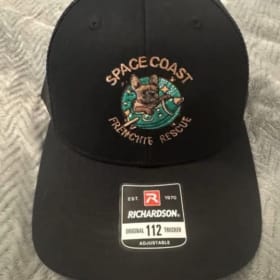 SPACE COAST
FRENCHIE RESCUE
EST. R 1970
RICHARDSON®
ORIGINAL 112 TRUCKER
ADJUSTABLE